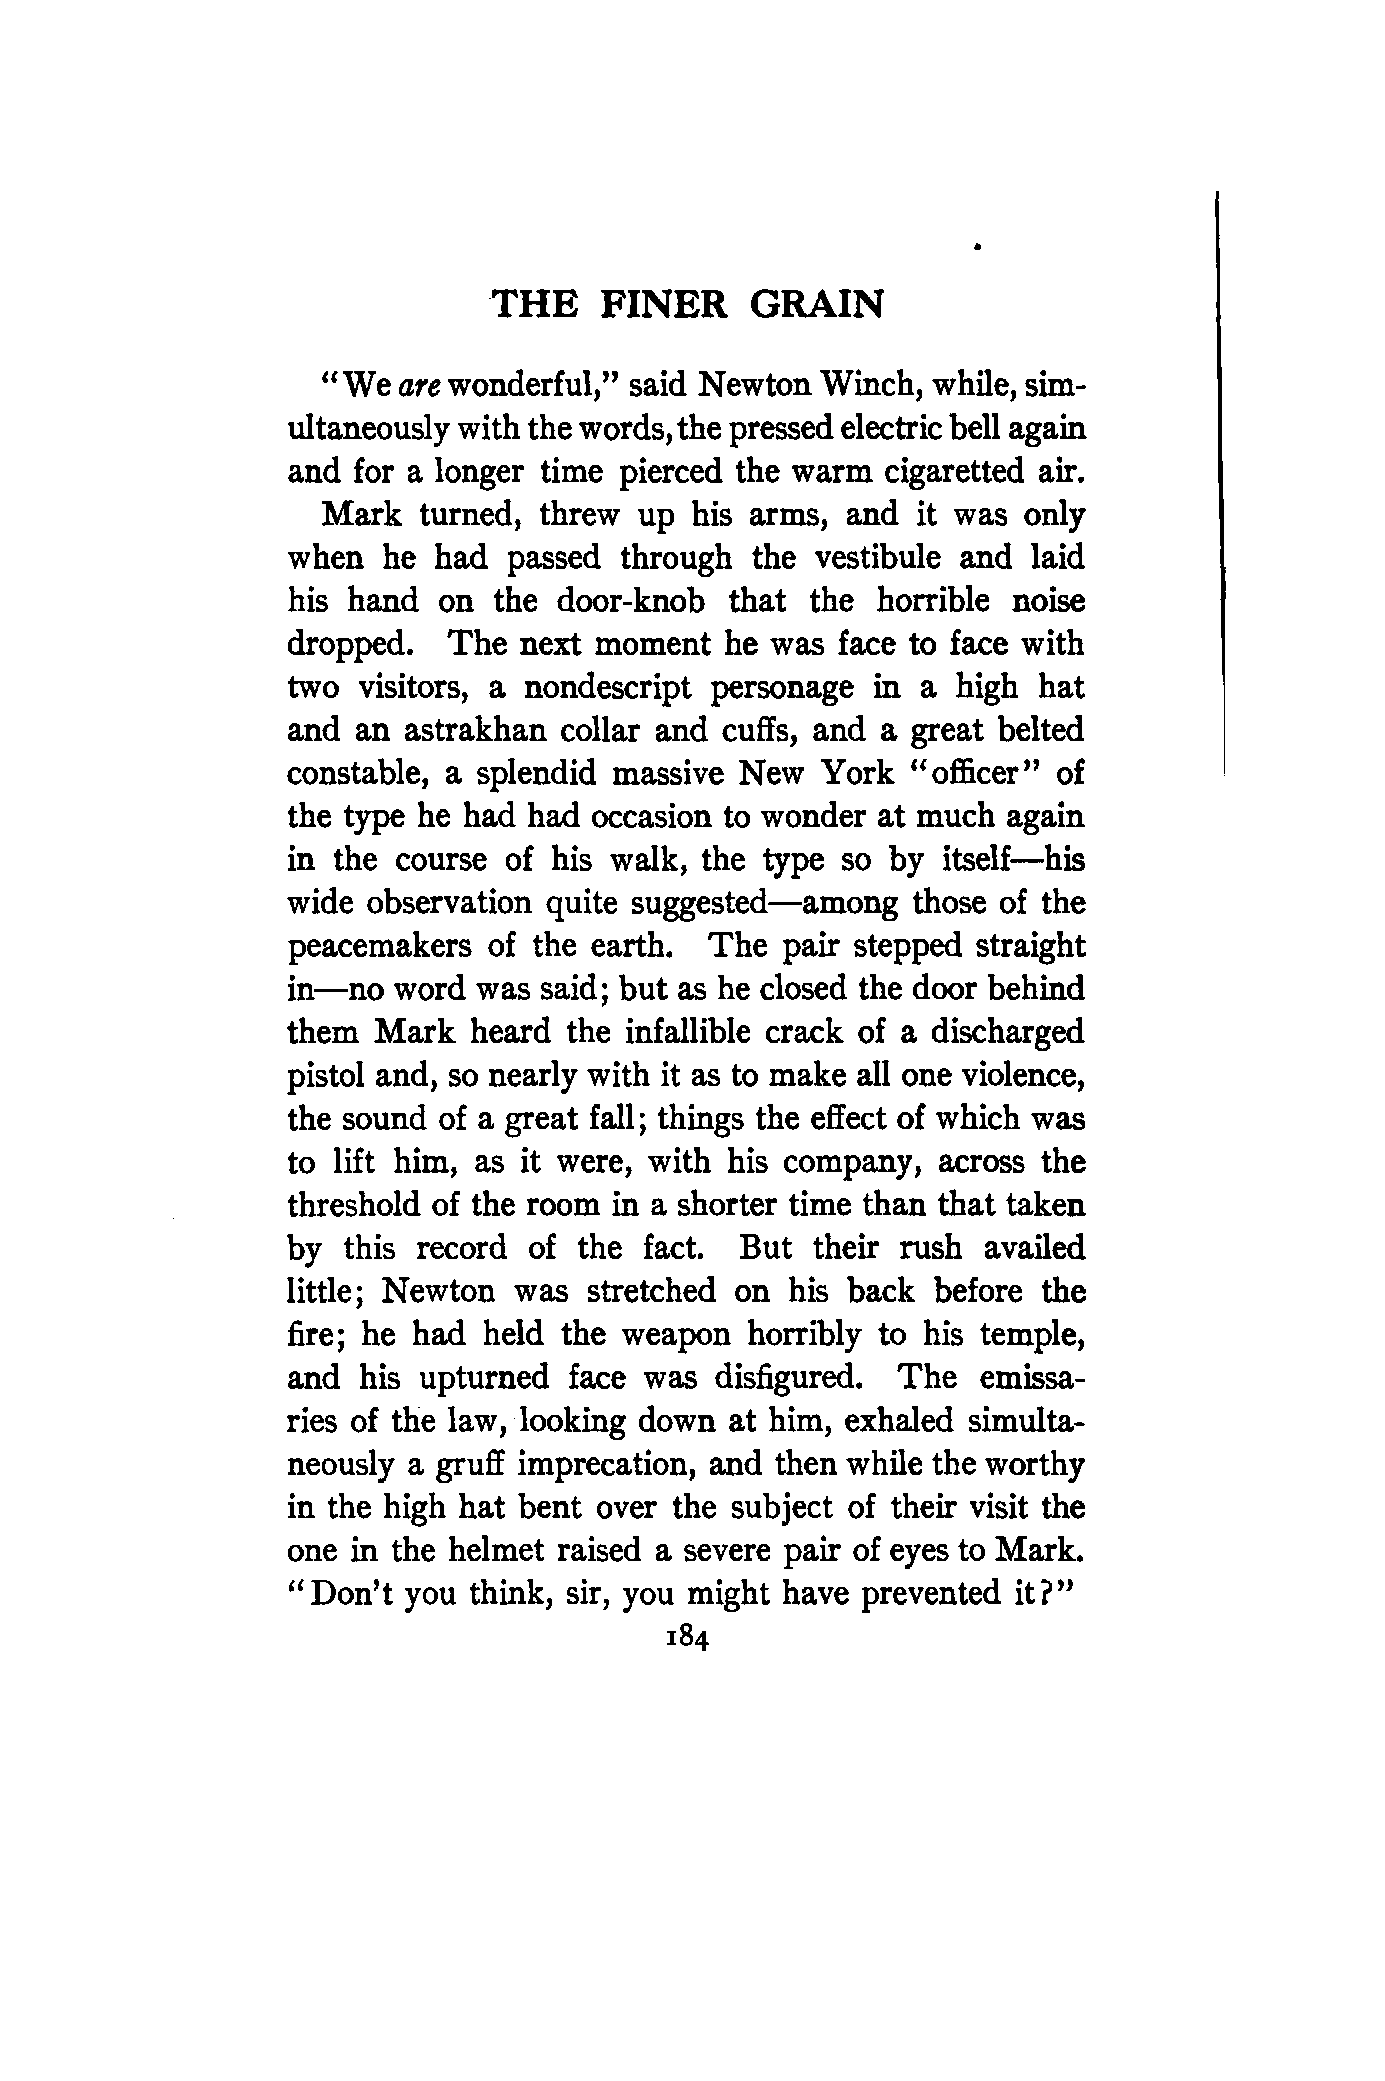 THE FINER GRAIN
“We are wonderful,” said Newton Winch, while, sim-
ultaneously with the words, the pressed electric bell again
and for a longer time pierced the warm cigaretted air.
Mark turned, threw up his arms, and it was only
when he had passed through the vestibule and laid
his hand on the door-knob that the horrible noise
dropped. The next moment he was face to face with
two visitors, a nondescript personage in a high hat
and an astrakhan collar and cuffs, and a great belted
constable, a splendid massive New York “officer” of
the type he had had occasion to wonder at much again
in the course of his walk, the type so by itself—his
wide observation quite suggested—among those of the
peacemakers of the earth. The pair stepped straight
in—no word was said; but as he closed the door behind
them Mark heard the infallible crack of a discharged
pistol and, so nearly with it as to make all one violence,
the sound of a great fall; things the effect of which was
to lift him, as it were, with his company, across the
threshold of the room in a shorter time than that taken
by this record of the fact. But their rush availed
little; Newton was stretched on his back before the
fire; he had held the weapon horribly to his temple,
and his upturned face was disfigured. The emissa-
ries of the law, looking down at him, exhaled simulta-
neously a gruff imprecation, and then while the worthy
in the high hat bent over the subject of their visit the
one in the helmet raised a severe pair of eyes to Mark.
“Don’t you think, sir, you might have prevented it?”
184